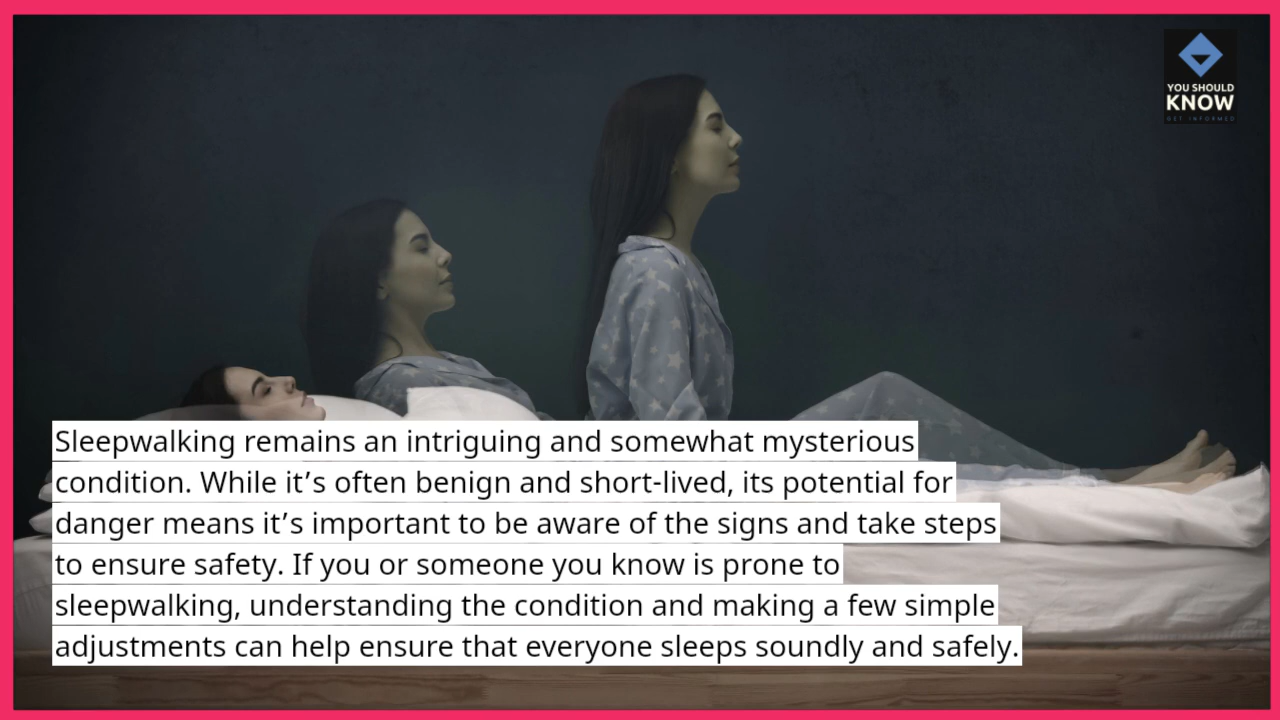 YOU SHOULD
KNOW
GET INFORMED
Sleepwalking remains an intriguing and somewhat mysterious
condition. While it’s often benign and short-lived, its potential for
danger means it’s important to be aware of the signs and take steps
to ensure safety. If you or someone you know is prone to
sleepwalking, understanding the condition and making a few simple
adjustments can help ensure that everyone sleeps soundly and safely.